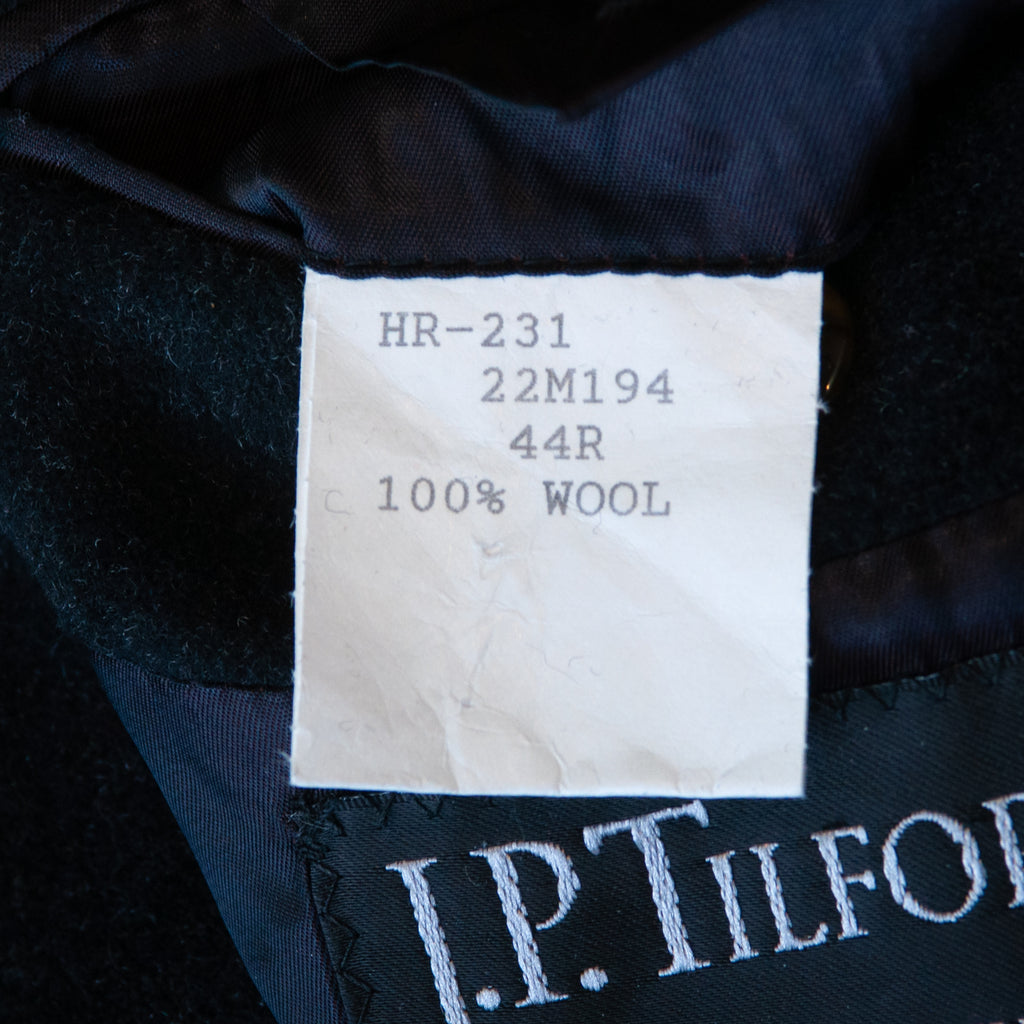 HR-231
22M194
44R
100% WOOL
J.P. TILFOR